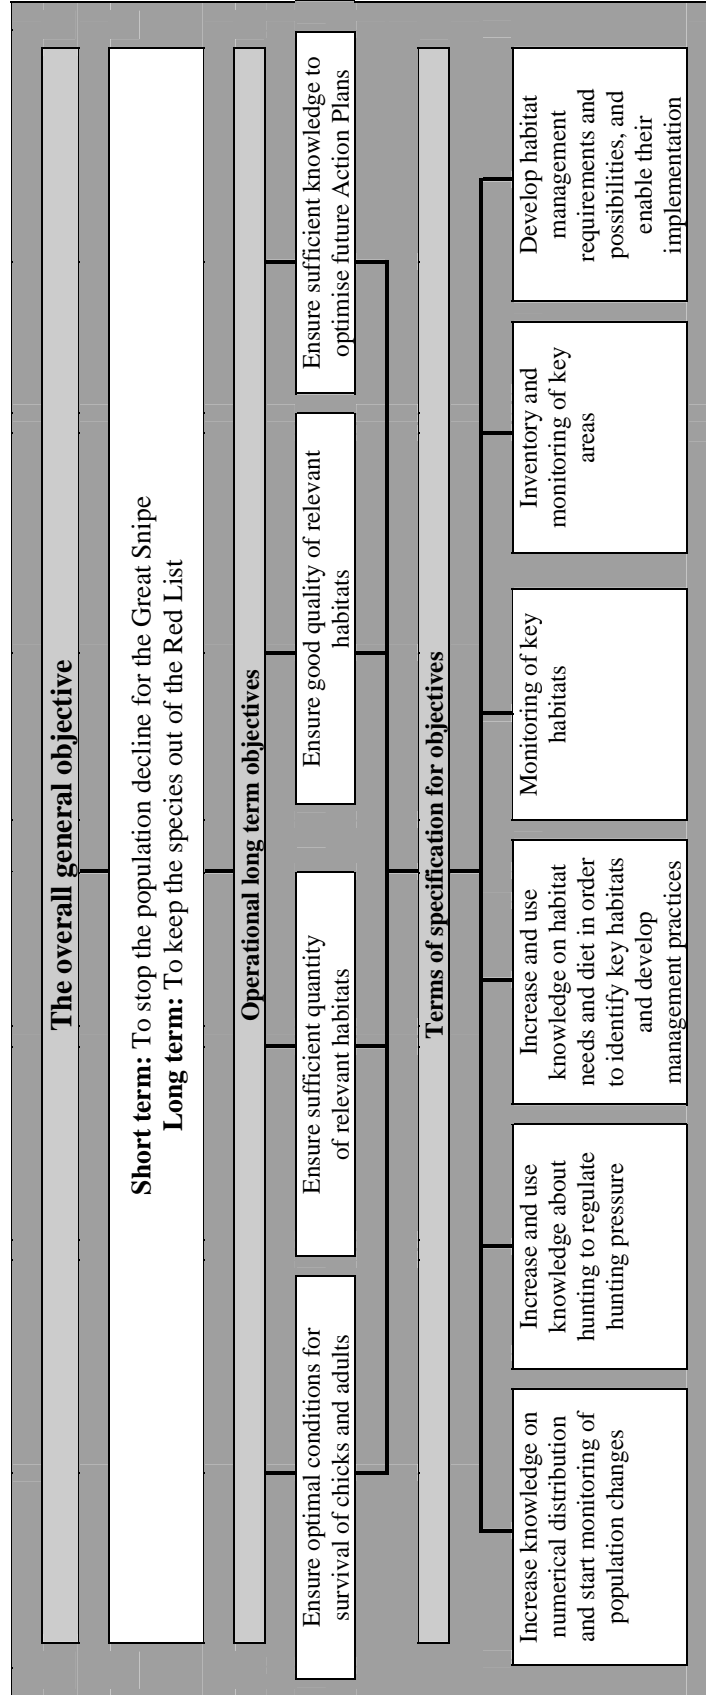 The overall general objective
Short term: To stop the population decline for the Great Snipe
Long term: To keep the species out of the Red List
Operational long term objectives
Ensure optimal conditions for
survival of chicks and adults
Ensure sufficient quantity
of relevant habitats
Ensure good quality of relevant
habitats
Ensure sufficient knowledge to
optimise future Action Plans
Terms of specification for objectives
Increase knowledge on
numerical distribution
and start monitoring of
population changes
Increase and use
knowledge about
hunting to regulate
hunting pressure
Increase and use
knowledge on habitat
needs and diet in order
to identify key habitats
and develop
management practices
Monitoring of key
habitats
Inventory and
monitoring of key
areas
Develop habitat
management
requirements and
possibilities, and
enable their
implementation